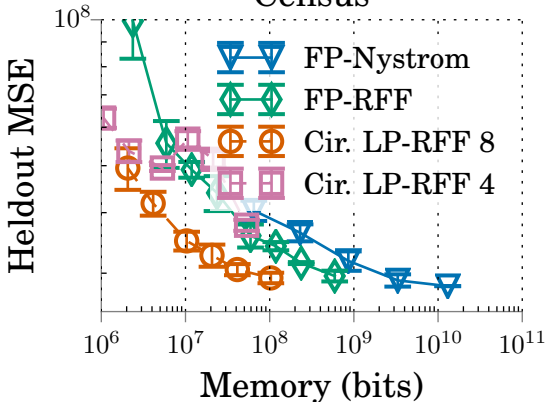 Census
10^8
Heldout MSE
FP-Nystrom
FP-RFF
Cir. LP-RFF 8
Cir. LP-RFF 4
10^6 10^7 10^8 10^9 10^10 10^11
Memory (bits)